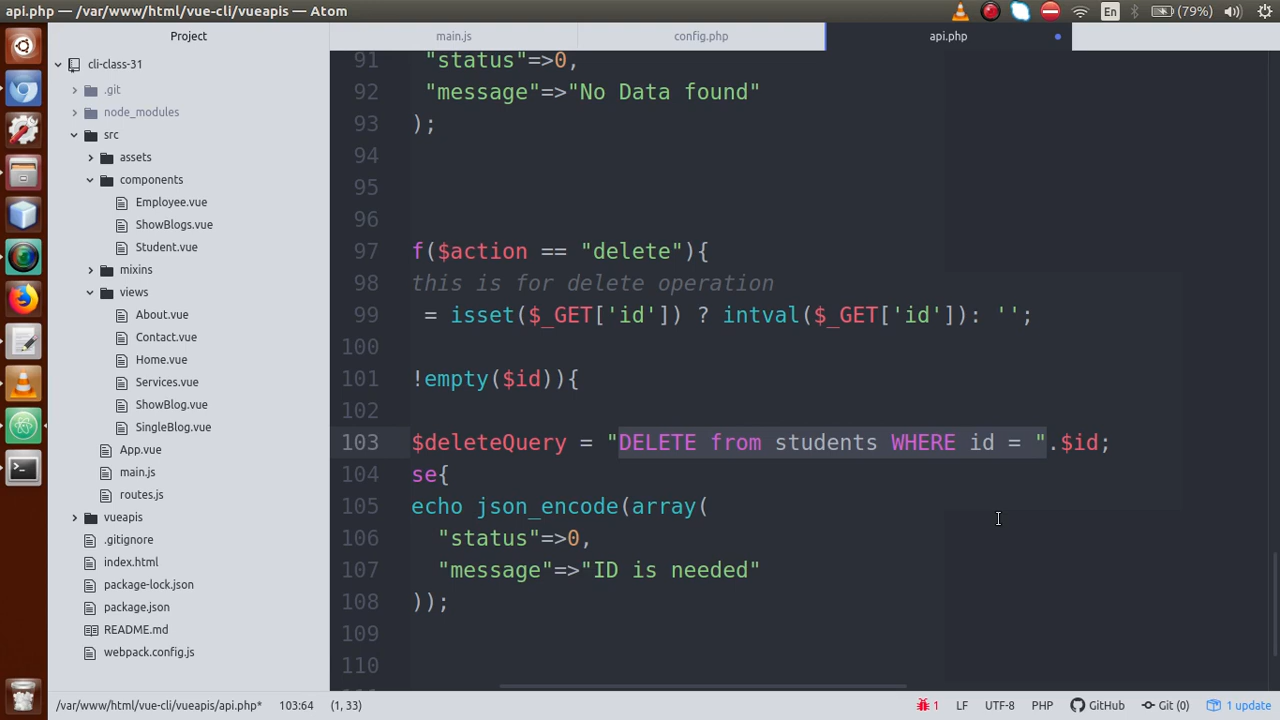 api.php — /var/www/html/vue-cli/vueapis — Atom
En
(79%)
Project
main.js
config.php
api.php
cli-class-31
.git
node_modules
src
assets
components
Employee.vue
ShowBlogs.vue
Student.vue
mixins
views
About.vue
Contact.vue
Home.vue
Services.vue
ShowBlog.vue
SingleBlog.vue
App.vue
main.js
routes.js
vueapis
.gitignore
index.html
package-lock.json
package.json
README.md
webpack.config.js
91 "status"=>0,
92 "message"=>"No Data found"
93 );
94
95
96
97 f($action == "delete"){
98 this is for delete operation
99 = isset($_GET['id']) ? intval($_GET['id']): '';
100
101 !empty($id)){
102
103 $deleteQuery = "DELETE from students WHERE id = ".$id;
104 se{
105 echo json_encode(array(
106 "status"=>0,
107 "message"=>"ID is needed"
108 ));
109
110
/var/www/html/vue-cli/vueapis/api.php* 103:64 (1, 33)
1 LF UTF-8 PHP GitHub Git (0) 1 update